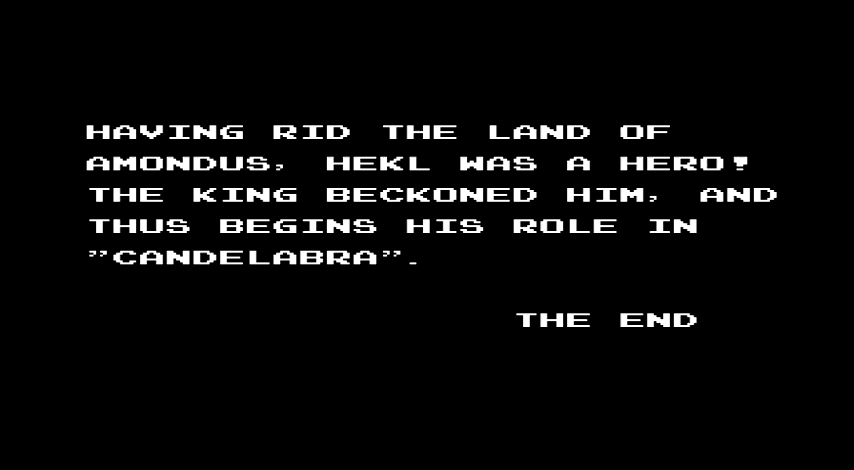 HAVING RID THE LAND OF
AMONDUS, HEKL WAS A HERO!
THE KING BECKONED HIM, AND
THUS BEGINS HIS ROLE IN
"CANDELABRA".
THE END